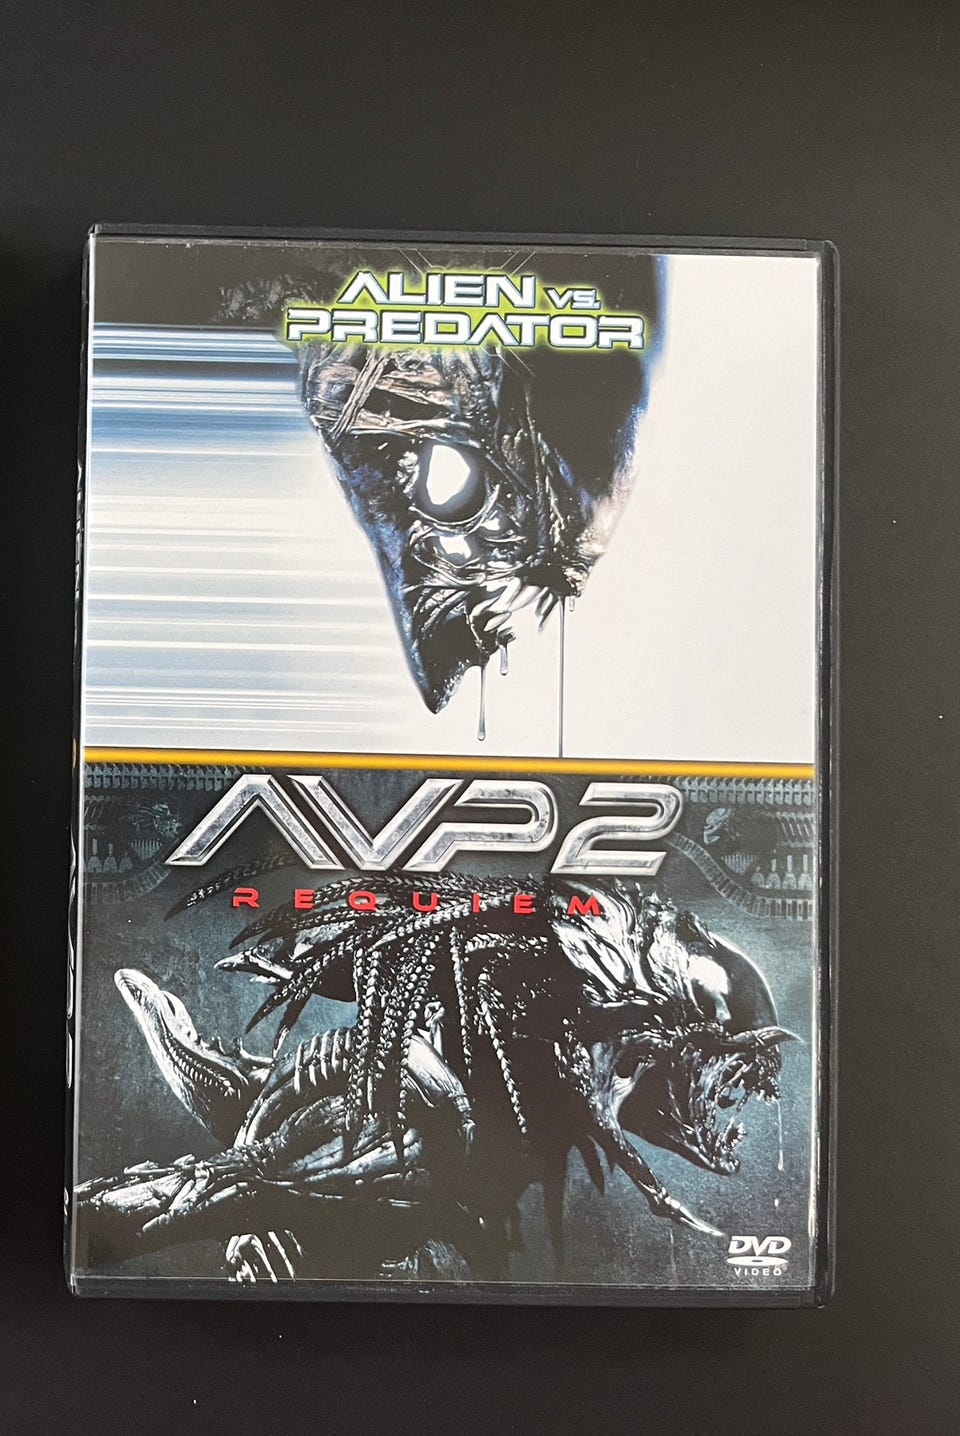 ALIEN VS.
PREDATOR
AVP2
REQUIEM
DVD
VIDEO